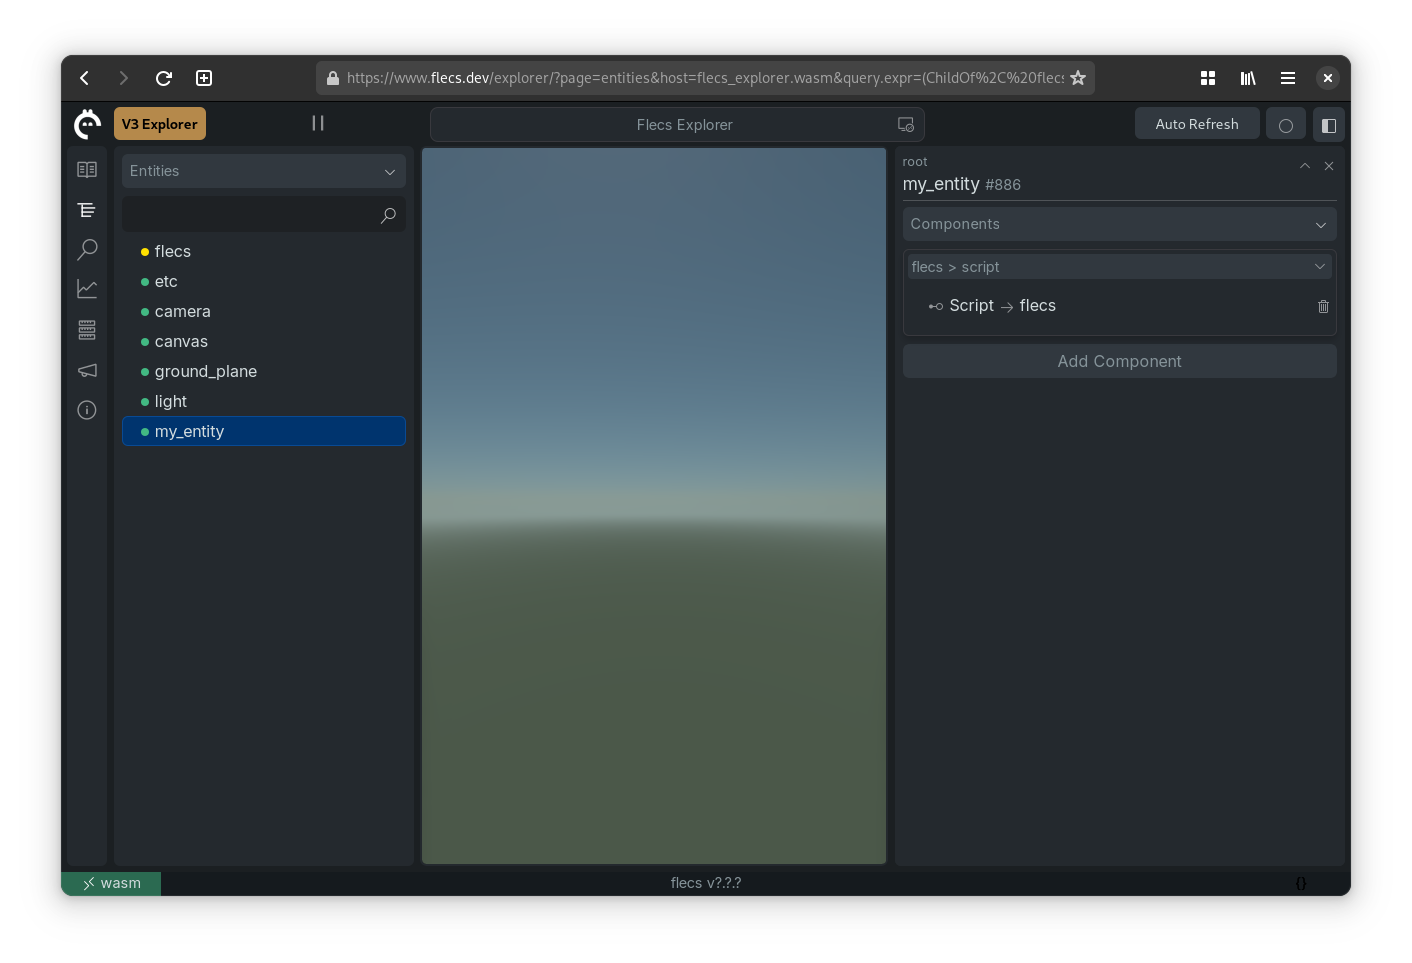 https://www.flecs.dev/explorer/?page=entities&host=flecs_explorer.wasm&query.expr=(ChildOf%2C%20flecs
V3 Explorer
Flecs Explorer
Auto Refresh
Entities
flecs
etc
camera
canvas
ground_plane
light
my_entity
root
my_entity #886
Components
flecs > script
Script → flecs
Add Component
wasm
flecs v?.?.?
{}